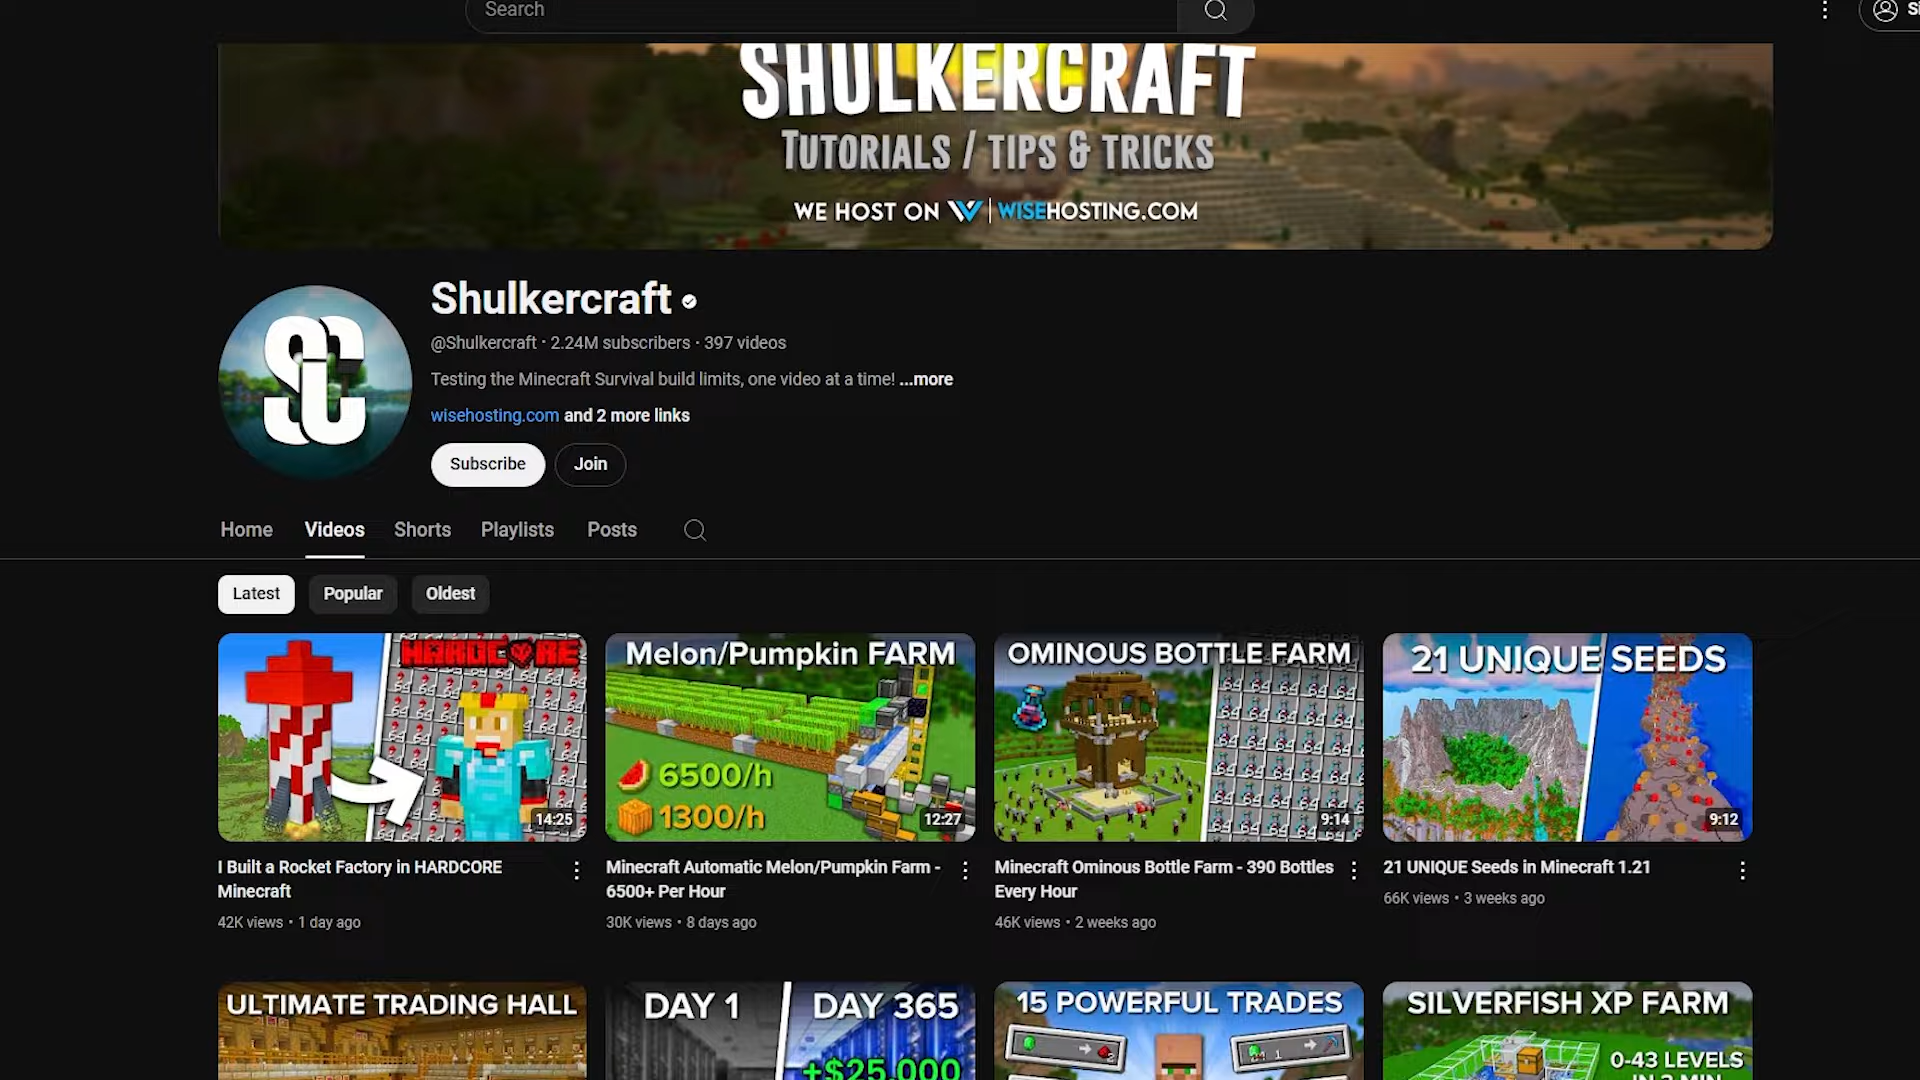 Search
Si
SHULKERCRAFT
TUTORIALS / TIPS & TRICKS
WE HOST ON W | WISEHOSTING.COM
SC
Shulkercraft
@Shulkercraft · 2.24M subscribers · 397 videos
Testing the Minecraft Survival build limits, one video at a time! ...more
wisehosting.com and 2 more links
Subscribe Join
Home Videos Shorts Playlists Posts
Latest Popular Oldest
HARDCORE
14:25
Melon/Pumpkin FARM
6500/h
1300/h
12:27
OMINOUS BOTTLE FARM
9:14
21 UNIQUE SEEDS
9:12
I Built a Rocket Factory in HARDCORE
Minecraft
42K views · 1 day ago
Minecraft Automatic Melon/Pumpkin Farm -
6500+ Per Hour
30K views · 8 days ago
Minecraft Ominous Bottle Farm - 390 Bottles
Every Hour
46K views · 2 weeks ago
21 UNIQUE Seeds in Minecraft 1.21
66K views · 3 weeks ago
ULTIMATE TRADING HALL
DAY 1 DAY 365
+$25,000
15 POWERFUL TRADES
SILVERFISH XP FARM
0-43 LEVELS